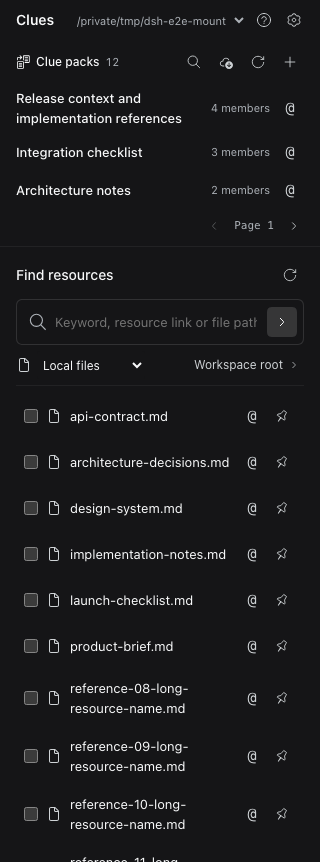 Clues /private/tmp/dsh-e2e-mount
Clue packs 12
Release context and
implementation references 4 members @
Integration checklist 3 members @
Architecture notes 2 members @
Page 1
Find resources
Keyword, resource link or file path
Local files Workspace root
api-contract.md @
architecture-decisions.md @
design-system.md @
implementation-notes.md @
launch-checklist.md @
product-brief.md @
reference-08-long-
resource-name.md @
reference-09-long-
resource-name.md @
reference-10-long-
resource-name.md @
reference-11-long-